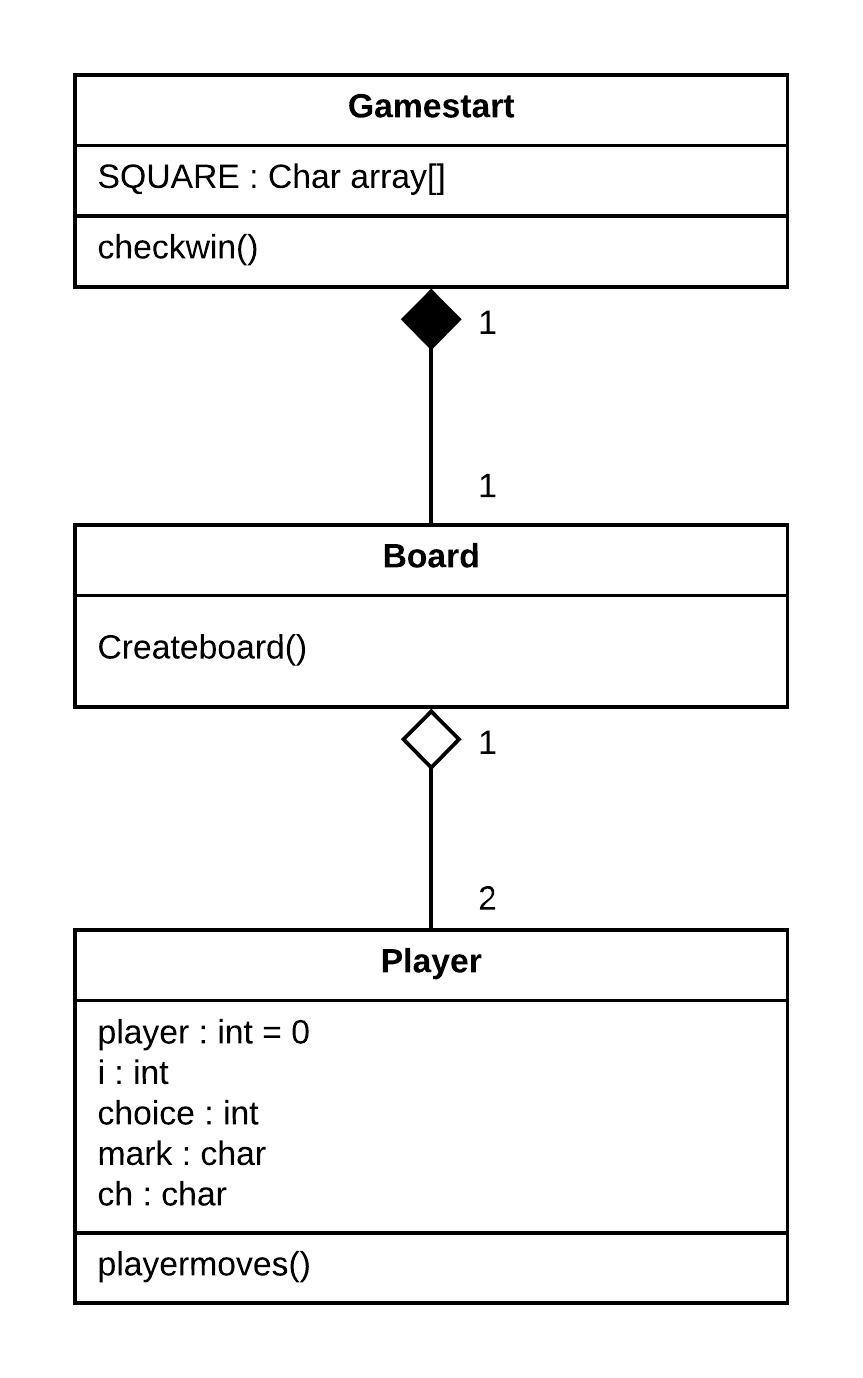 Gamestart
SQUARE : Char array[]
checkwin()
1
1
Board
Createboard()
1
2
Player
player : int = 0
i : int
choice : int
mark : char
ch : char
playermoves()